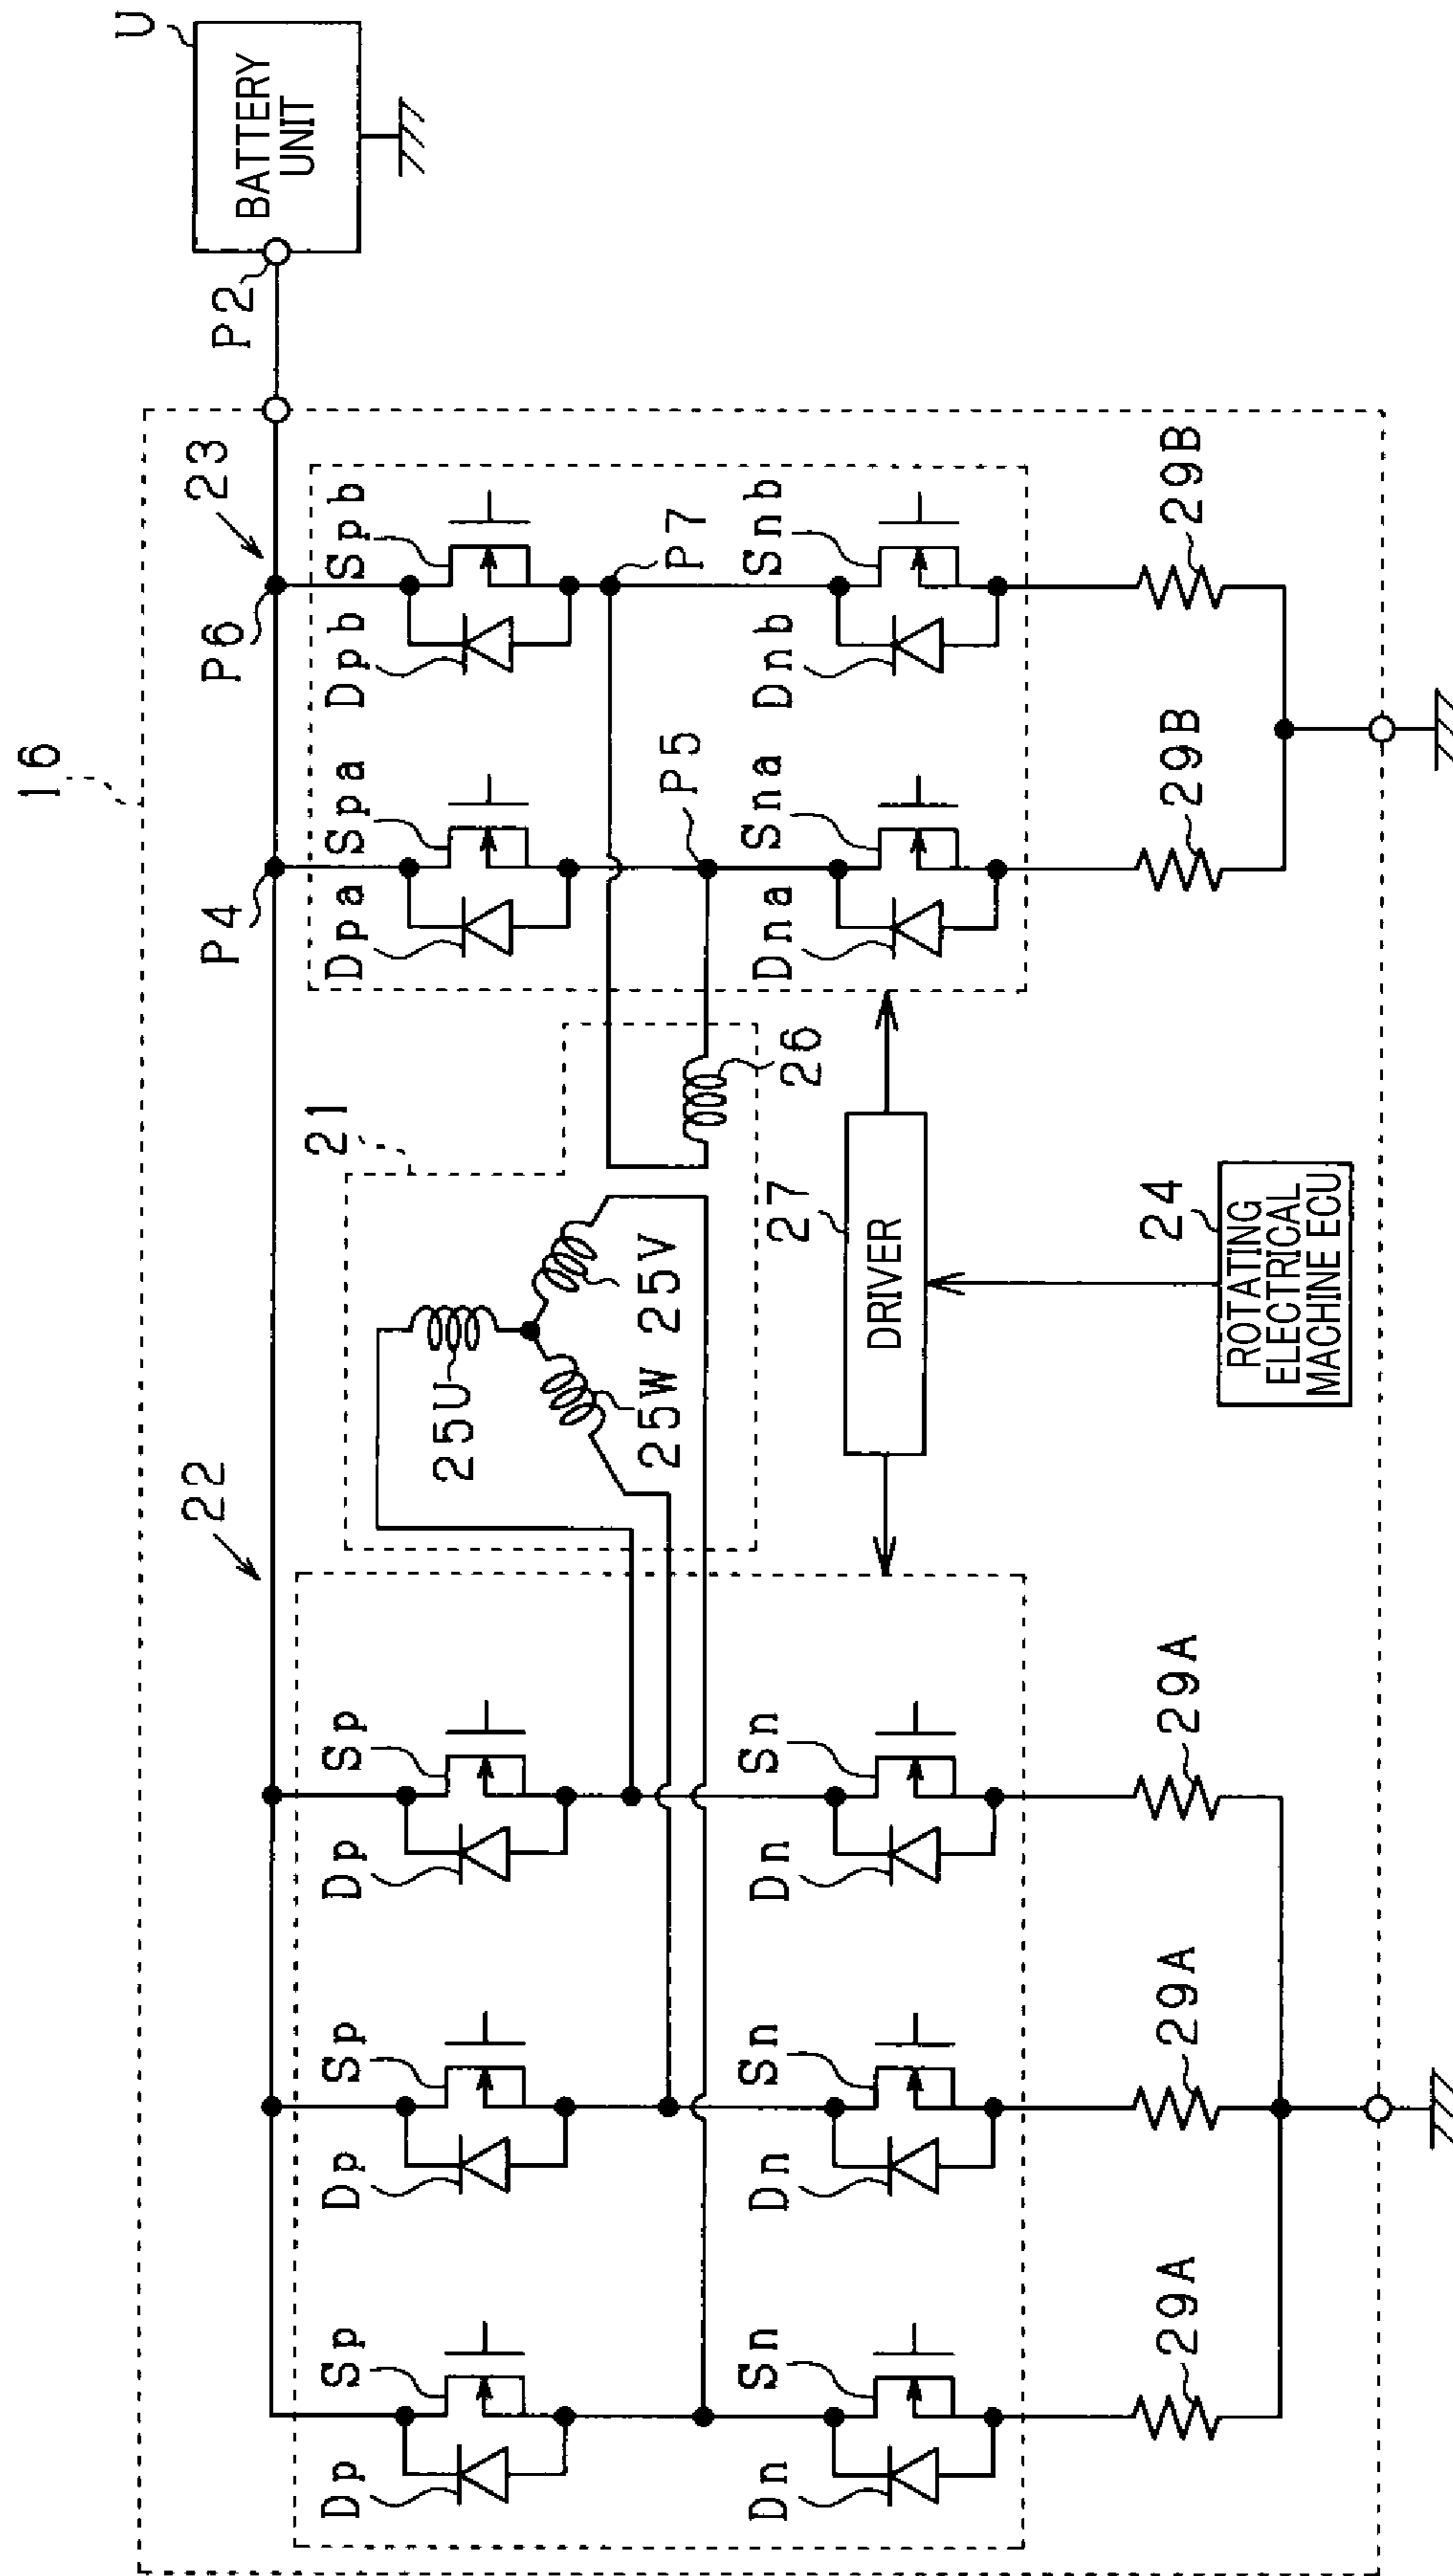 16
U
BATTERY
UNIT
P2
22
23
P4
P6
Sp
Dp
Sp
Dp
Sp
Dp
21
25U
25V
25W
26
Spa
Dpa
Spb
Dpb
P5
P7
Sn
Dn
Sn
Dn
Sn
Dn
27
DRIVER
Sna
Dna
Snb
Dnb
29A
29A
29A
24
ROTATING
ELECTRICAL
MACHINE ECU
29B
29B